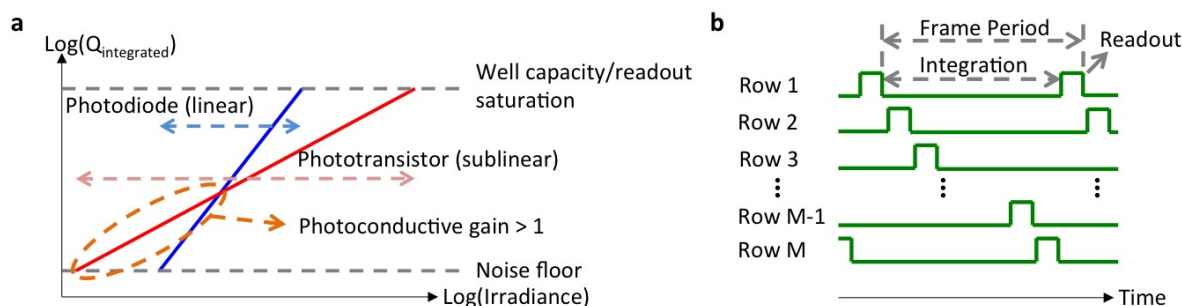 a
Log(Qintegrated)
Well capacity/readout
saturation
Photodiode (linear)
Phototransistor (sublinear)
Photoconductive gain > 1
Noise floor
Log(Irradiance)
b
Frame Period
Readout
Integration
Row 1
Row 2
Row 3
Row M-1
Row M
Time